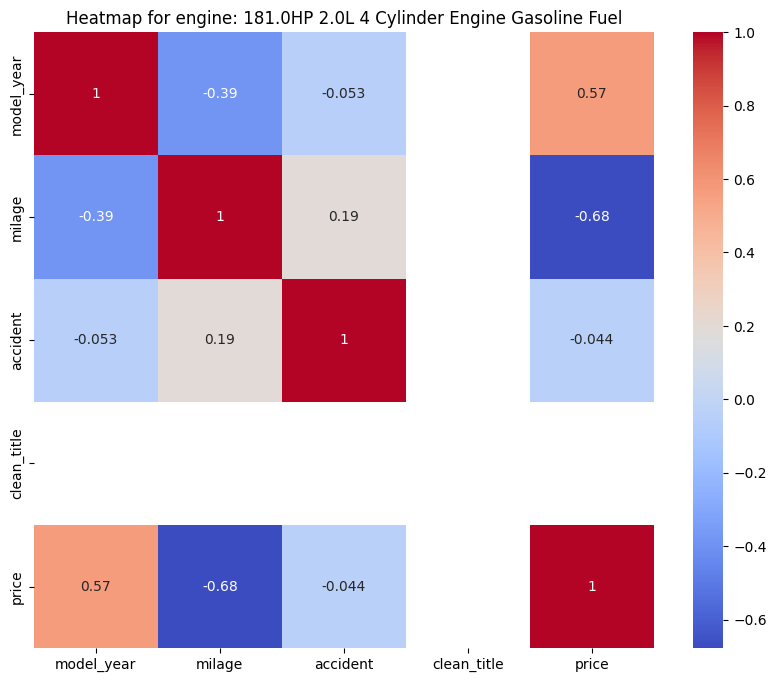 Heatmap for engine: 181.0HP 2.0L 4 Cylinder Engine Gasoline Fuel
model_year
1
-0.39
-0.053
0.57
milage
-0.39
1
0.19
-0.68
accident
-0.053
0.19
1
-0.044
clean_title
price
0.57
-0.68
-0.044
1
model_year
milage
accident
clean_title
price
1.0
0.8
0.6
0.4
0.2
0.0
−0.2
−0.4
−0.6